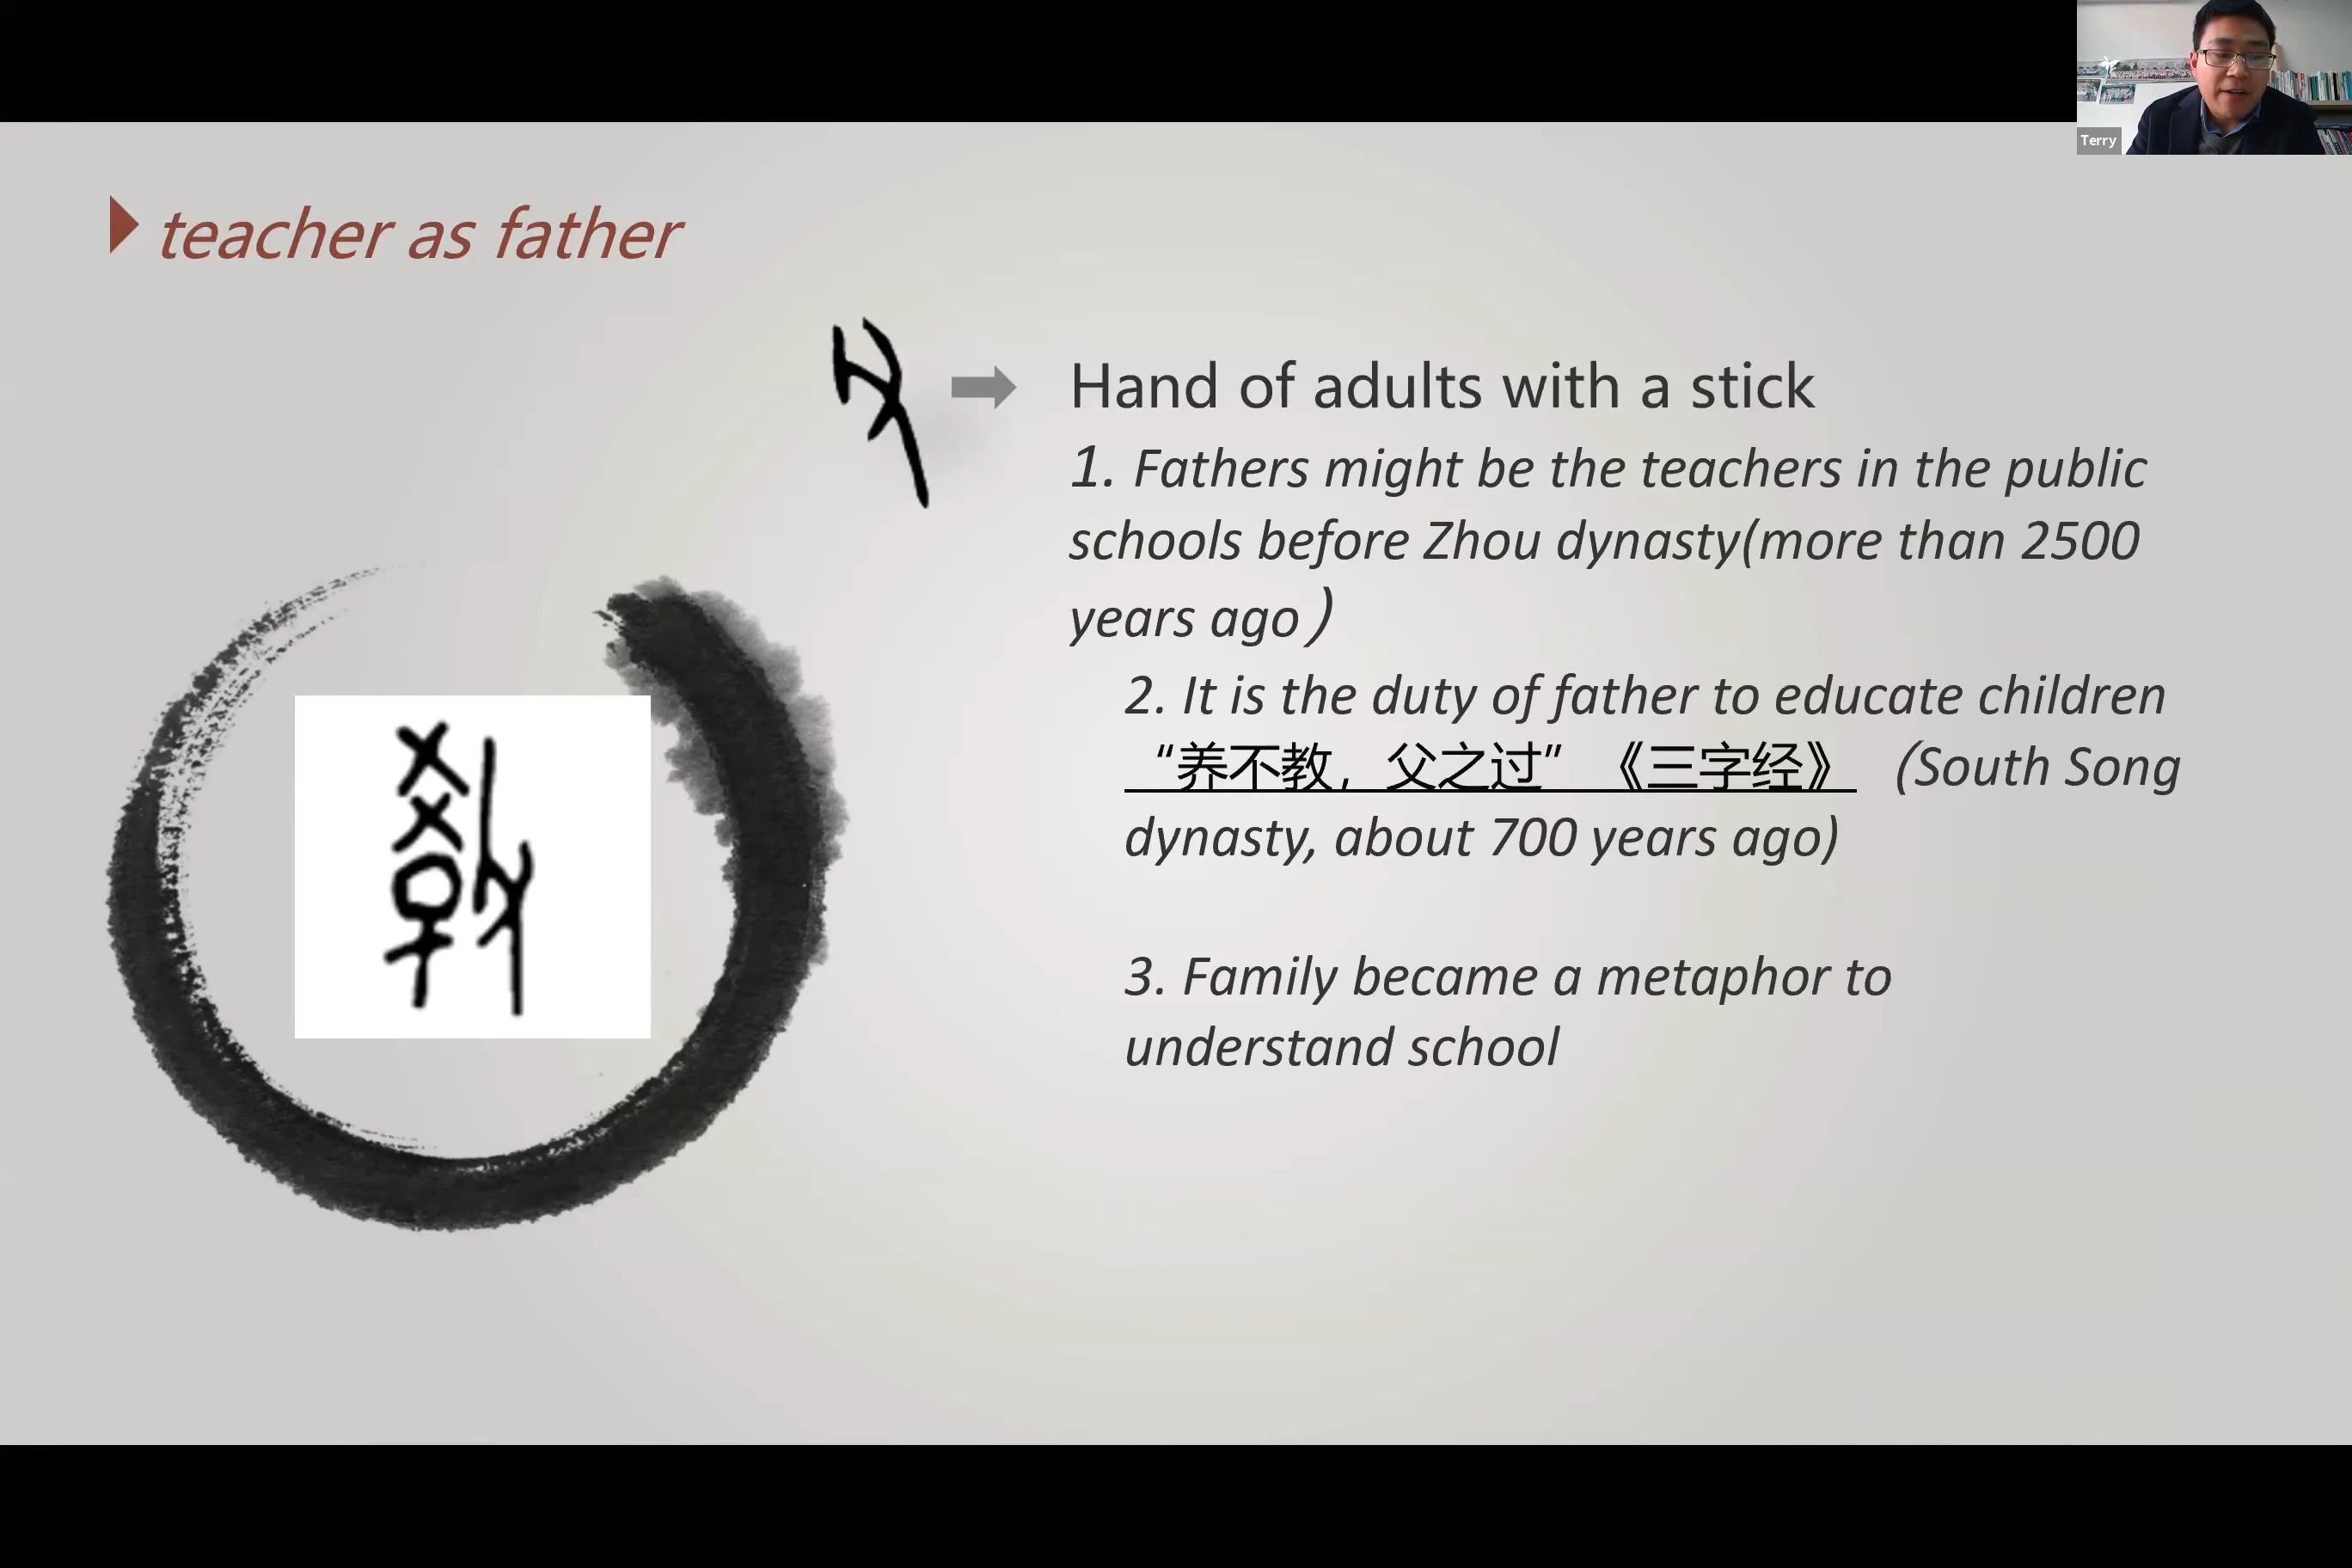 Terry
teacher as father
Hand of adults with a stick
1. Fathers might be the teachers in the public
schools before Zhou dynasty(more than 2500
years ago)
2. It is the duty of father to educate children
“养不教，父之过” 《三字经》 (South Song
dynasty, about 700 years ago)
3. Family became a metaphor to
understand school